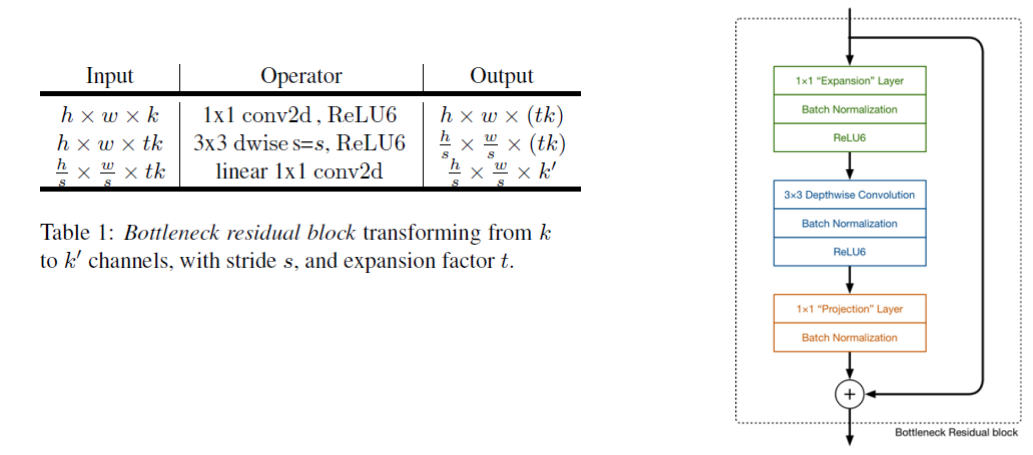 Input Operator Output
h × w × k 1x1 conv2d , ReLU6 h × w × (tk)
h × w × tk 3x3 dwise s=s, ReLU6 h/s × w/s × (tk)
h/s × w/s × tk linear 1x1 conv2d h/s × w/s × k′
Table 1: Bottleneck residual block transforming from k
to k′ channels, with stride s, and expansion factor t.
1×1 “Expansion” Layer
Batch Normalization
ReLU6
3×3 Depthwise Convolution
Batch Normalization
ReLU6
1×1 “Projection” Layer
Batch Normalization
+
Bottleneck Residual block